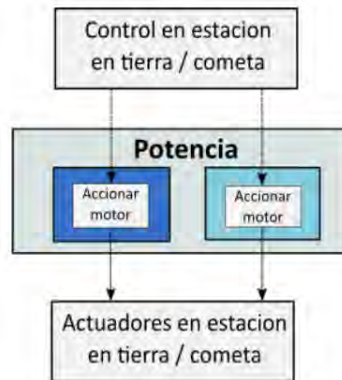 Control en estacion
en tierra / cometa
Potencia
Accionar
motor
Accionar
motor
Actuadores en estacion
en tierra / cometa